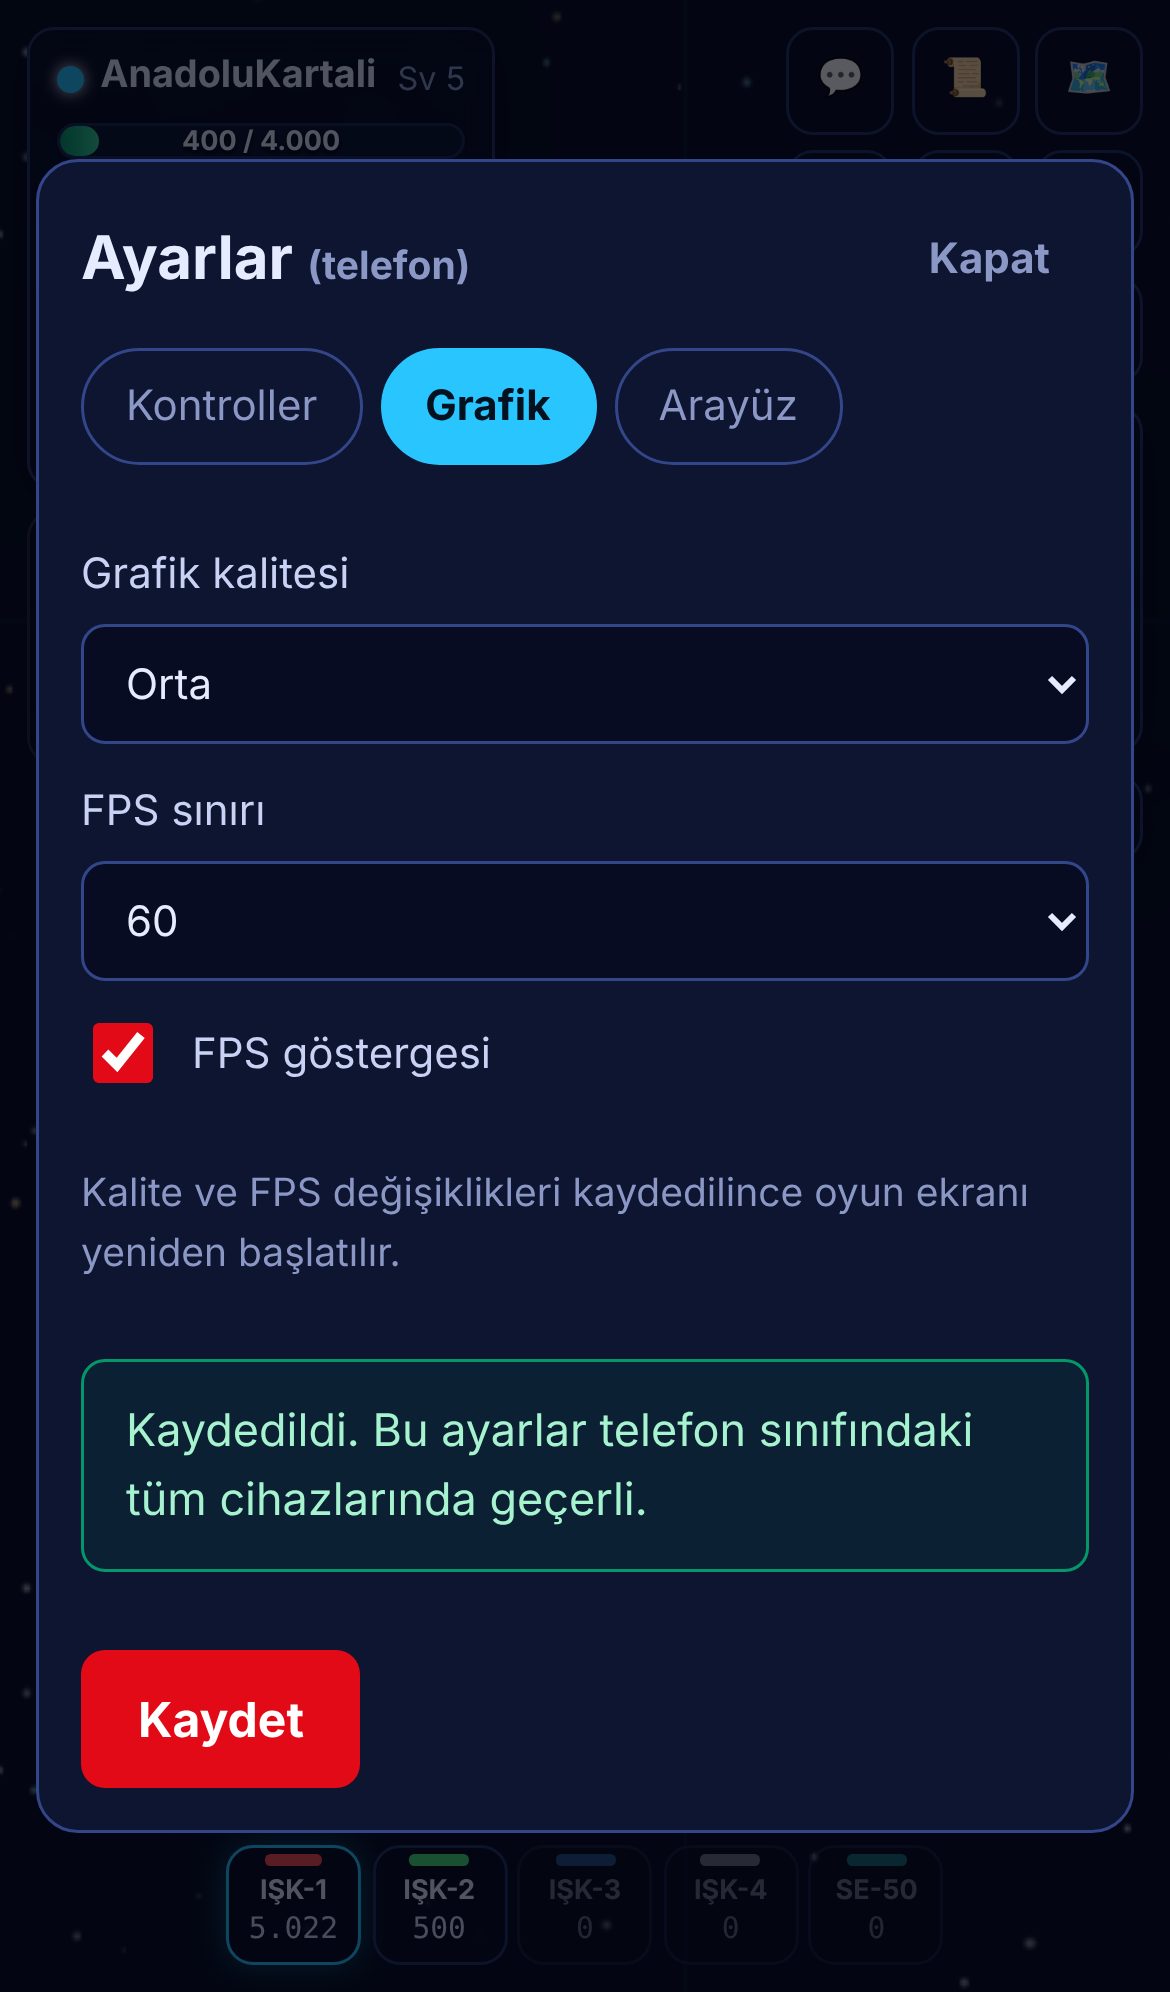 AnadoluKartali Sv 5
400 / 4.000
Ayarlar (telefon) Kapat
Kontroller Grafik Arayüz
Grafik kalitesi
Orta
FPS sınırı
60
FPS göstergesi
Kalite ve FPS değişiklikleri kaydedilince oyun ekranı
yeniden başlatılır.
Kaydedildi. Bu ayarlar telefon sınıfındaki
tüm cihazlarında geçerli.
Kaydet
IŞK-1 IŞK-2 IŞK-3 IŞK-4 SE-50
5.022 500 0 0 0